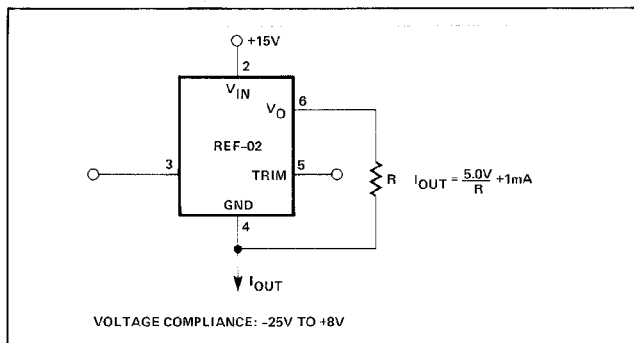 +15V
2
VIN
VO
6
REF-02
3
TRIM
5
R
IOUT = 5.0V/R +1mA
GND
4
IOUT
VOLTAGE COMPLIANCE: -25V TO +8V